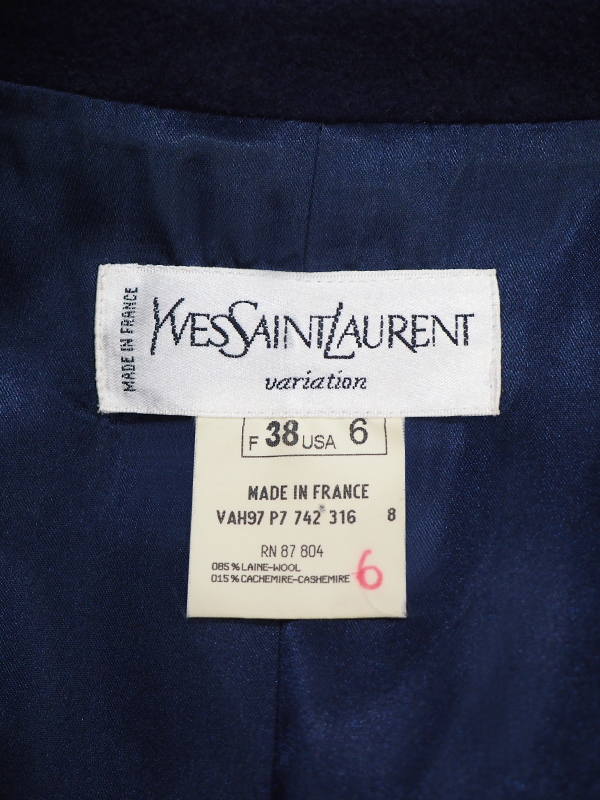 MADE IN FRANCE
YVESSAINTLAURENT
variation
F 38 USA 6
MADE IN FRANCE
VAH97 P7 742 316 8
RN 87 804
085 % LAINE-WOOL
015 % CACHEMIRE-CASHEMIRE
6